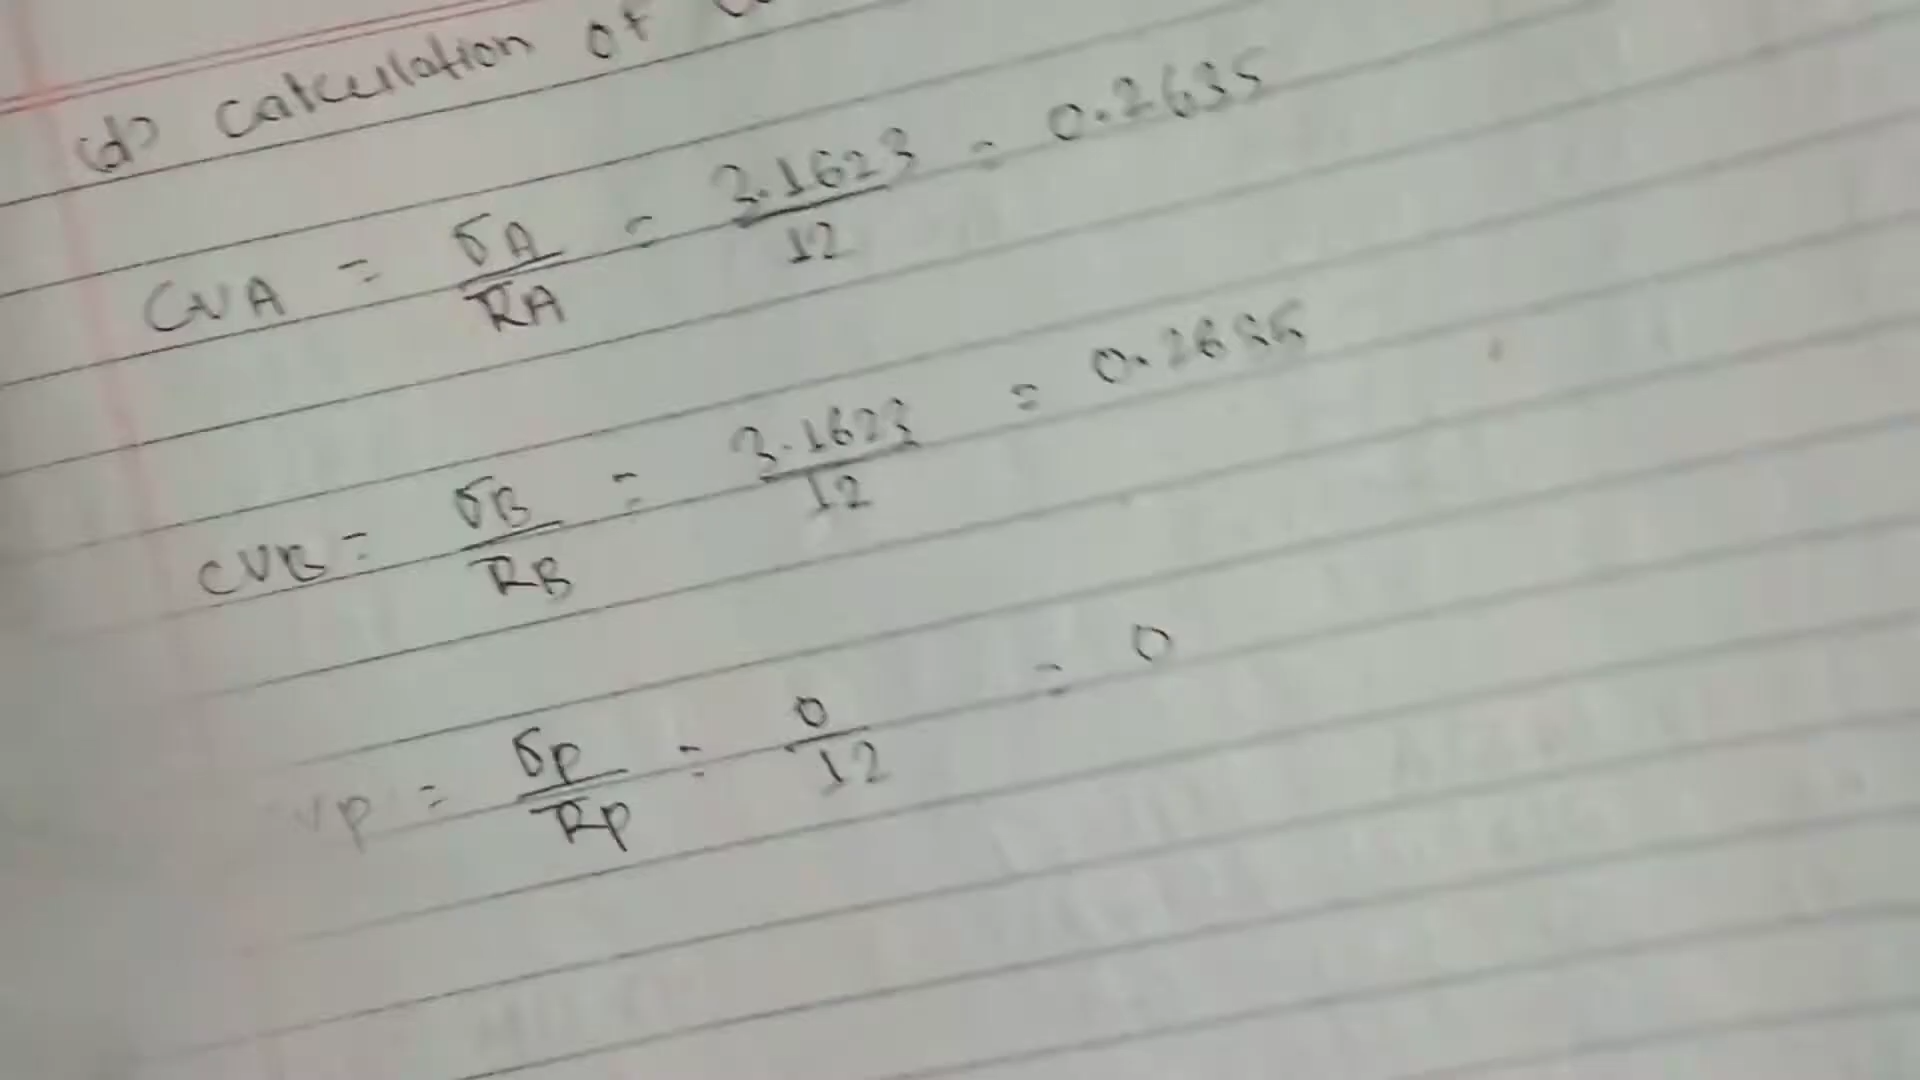 (d) Calculation of
CVA = σA / R̅A = 3.1623 / 12 = 0.2635
CVB = σB / R̅B = 3.1623 / 12 = 0.2635
VP = σP / R̅P = 0 / 12 = 0